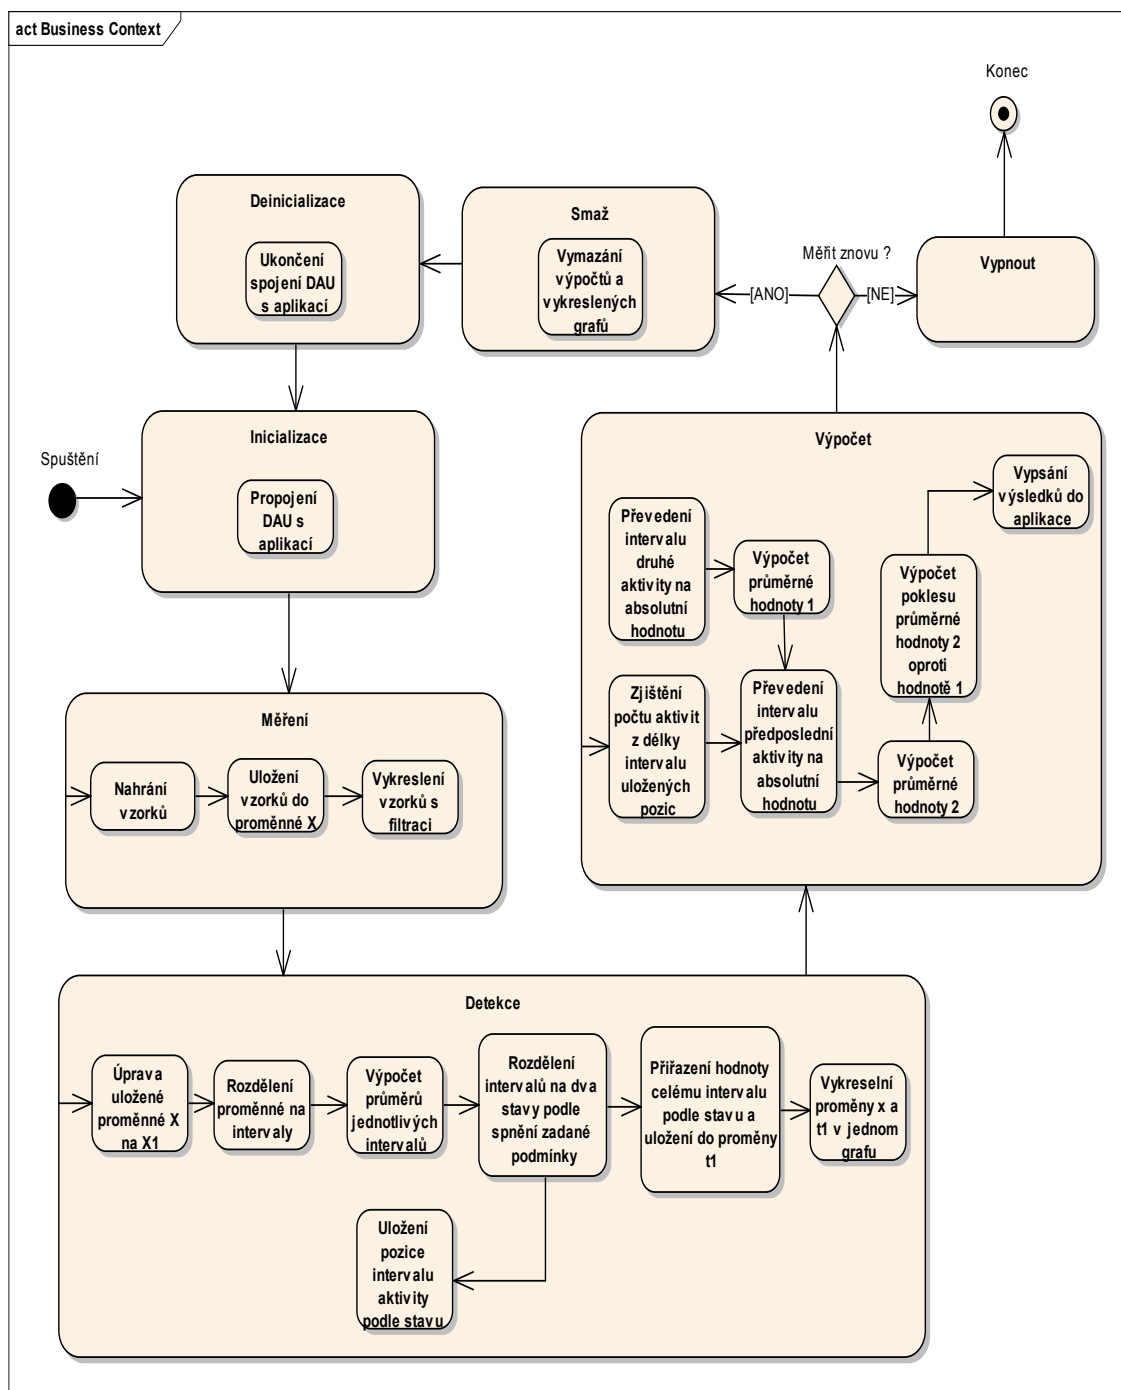 act Business Context
Konec
Deinicializace
Ukončení
spojení DAU
s aplikací
Smaž
Vymazání
výpočtů a
vykreslených
grafů
Měřit znovu ?
[ANO]
[NE]
Vypnout
Spuštění
Inicializace
Propojení
DAU s
aplikací
Měření
Nahrání
vzorků
Uložení
vzorků do
proměnné X
Vykreslení
vzorků s
filtraci
Výpočet
Převedení
intervalu
druhé
aktivity na
absolutní
hodnotu
Výpočet
průměrné
hodnoty 1
Vypsání
výsledků do
aplikace
Výpočet
poklesu
průměrné
hodnoty 2
oproti
hodnotě 1
Zjištění
počtu aktivit
z délky
intervalu
uložených
pozic
Převedení
intervalu
předposlední
aktivity na
absolutní
hodnotu
Výpočet
průměrné
hodnoty 2
Detekce
Úprava
uložené
proměnné X
na X1
Rozdělení
proměnné na
intervaly
Výpočet
průměrů
jednotlivých
intervalů
Rozdělení
intervalů na dva
stavy podle
spnění zadané
podmínky
Přiřazení hodnoty
celému intervalu
podle stavu a
uložení do proměny
t1
Vykreselní
proměny x a
t1 v jednom
grafu
Uložení
pozice
intervalu
aktivity
podle stavu